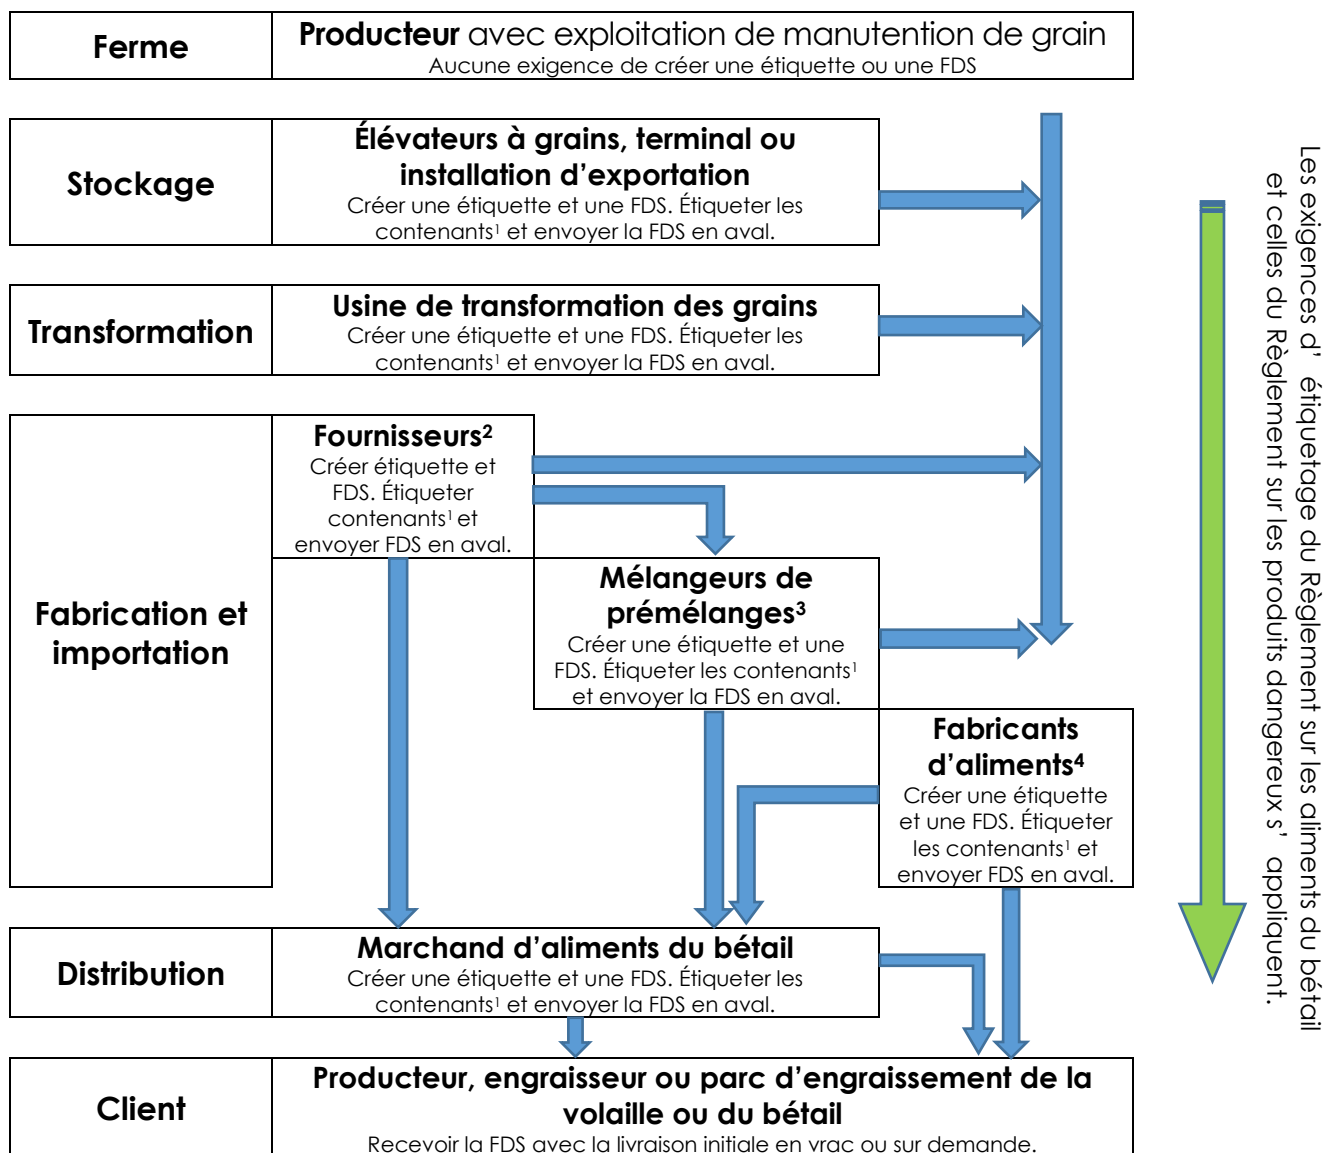 Ferme
Producteur avec exploitation de manutention de grain
Aucune exigence de créer une étiquette ou une FDS
Stockage
Élévateurs à grains, terminal ou
installation d’exportation
Créer une étiquette et une FDS. Étiqueter les
contenants¹ et envoyer la FDS en aval.
Transformation
Usine de transformation des grains
Créer une étiquette et une FDS. Étiqueter les
contenants¹ et envoyer la FDS en aval.
Fabrication et
importation
Fournisseurs²
Créer étiquette et
FDS. Étiqueter
contenants¹ et
envoyer FDS en aval.
Mélangeurs de
prémélanges³
Créer une étiquette et une
FDS. Étiqueter les contenants¹
et envoyer la FDS en aval.
Fabricants
d’aliments⁴
Créer une étiquette
et une FDS. Étiqueter
les contenants¹ et
envoyer FDS en aval.
Distribution
Marchand d’aliments du bétail
Créer une étiquette et une FDS. Étiqueter les
contenants¹ et envoyer la FDS en aval.
Client
Producteur, engraisseur ou parc d’engraissement de la
volaille ou du bétail
Recevoir la FDS avec la livraison initiale en vrac ou sur demande.
Les exigences d’ étiquetage du Règlement sur les aliments du bétail
et celles du Règlement sur les produits dangereux s’ appliquent.